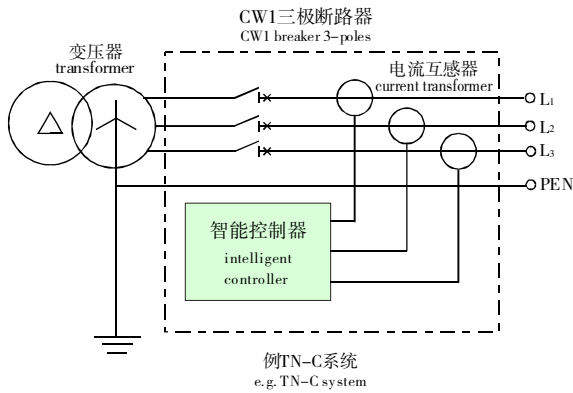 CW1三极断路器
CW1 breaker 3-poles
变压器
transformer
电流互感器
current transformer
L1
L2
L3
PEN
智能控制器
intelligent
controller
例TN-C系统
e.g. TN-C system